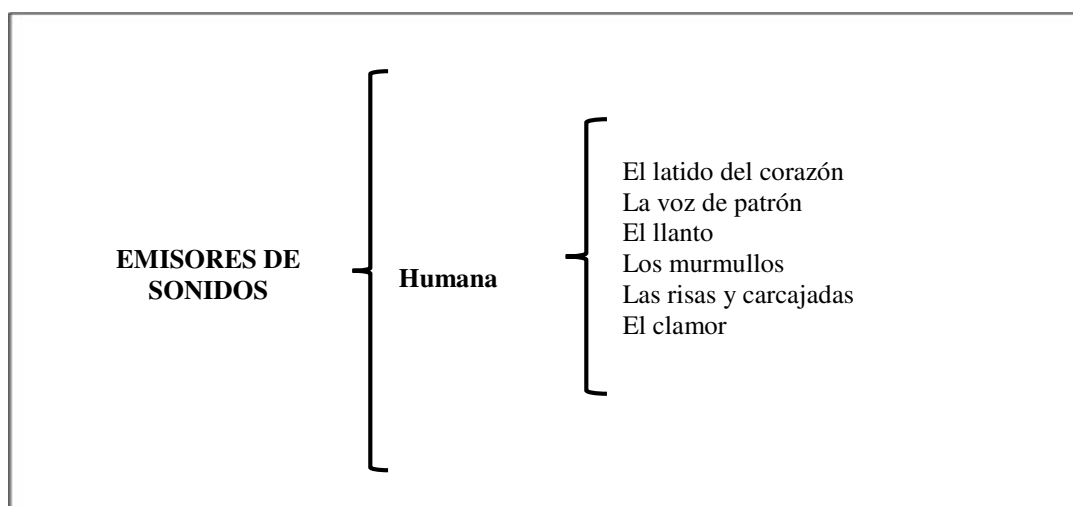 EMISORES DE
SONIDOS
Humana
El latido del corazón
La voz de patrón
El llanto
Los murmullos
Las risas y carcajadas
El clamor